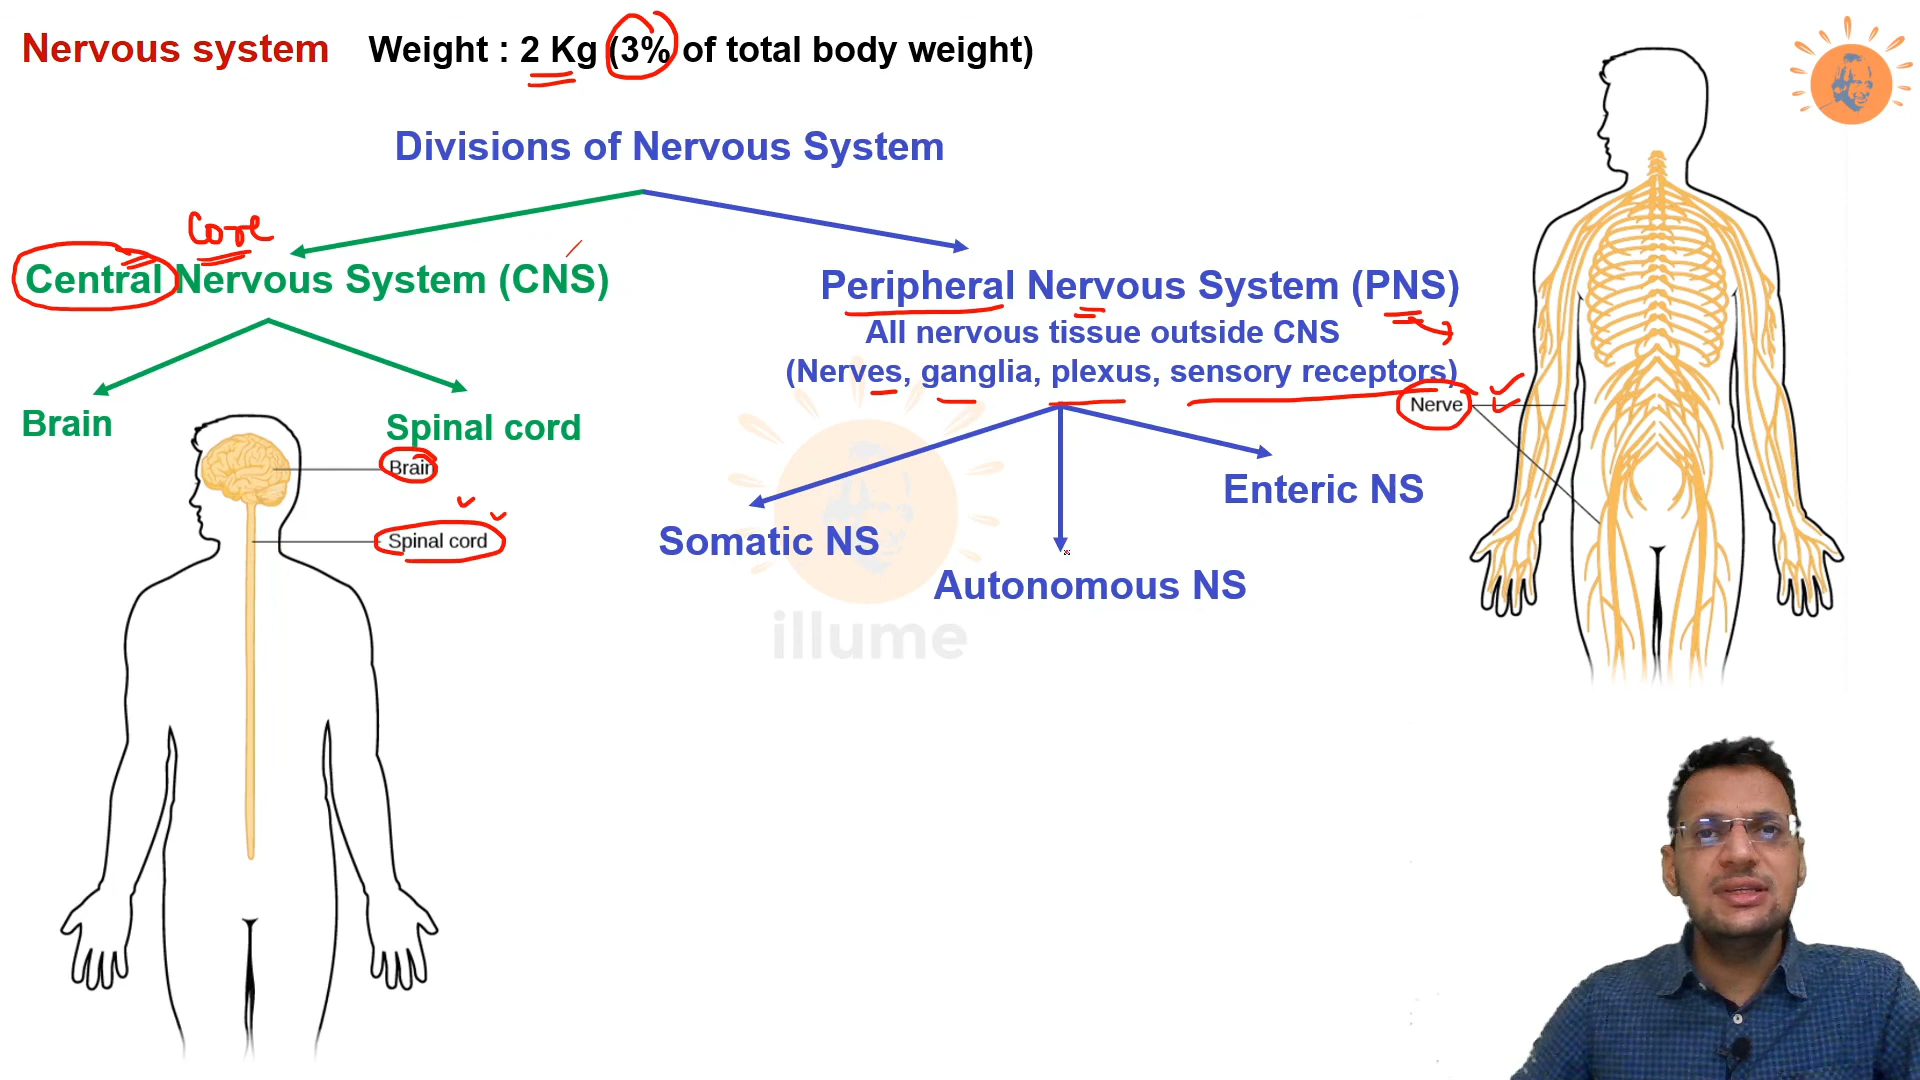 Nervous system Weight : 2 Kg (3% of total body weight)
Divisions of Nervous System
Core
Central Nervous System (CNS)
Peripheral Nervous System (PNS)
All nervous tissue outside CNS
(Nerves, ganglia, plexus, sensory receptors)
Nerve
Brain
Spinal cord
Brain
Spinal cord
Somatic NS
Autonomous NS
Enteric NS
illume